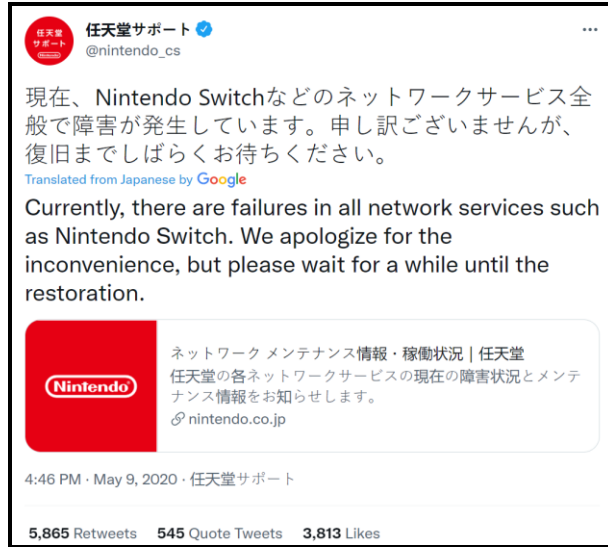 任天堂
サポート
Nintendo
任天堂サポート
@nintendo_cs
...
現在、Nintendo Switchなどのネットワークサービス全
般で障害が発生しています。申し訳ございませんが、
復旧までしばらくお待ちください。
Translated from Japanese by Google
Currently, there are failures in all network services such
as Nintendo Switch. We apologize for the
inconvenience, but please wait for a while until the
restoration.
Nintendo
ネットワーク メンテナンス情報・稼働状況 | 任天堂
任天堂の各ネットワークサービスの現在の障害状況とメンテ
ナンス情報をお知らせします。
nintendo.co.jp
4:46 PM · May 9, 2020 · 任天堂サポート
5,865 Retweets 545 Quote Tweets 3,813 Likes